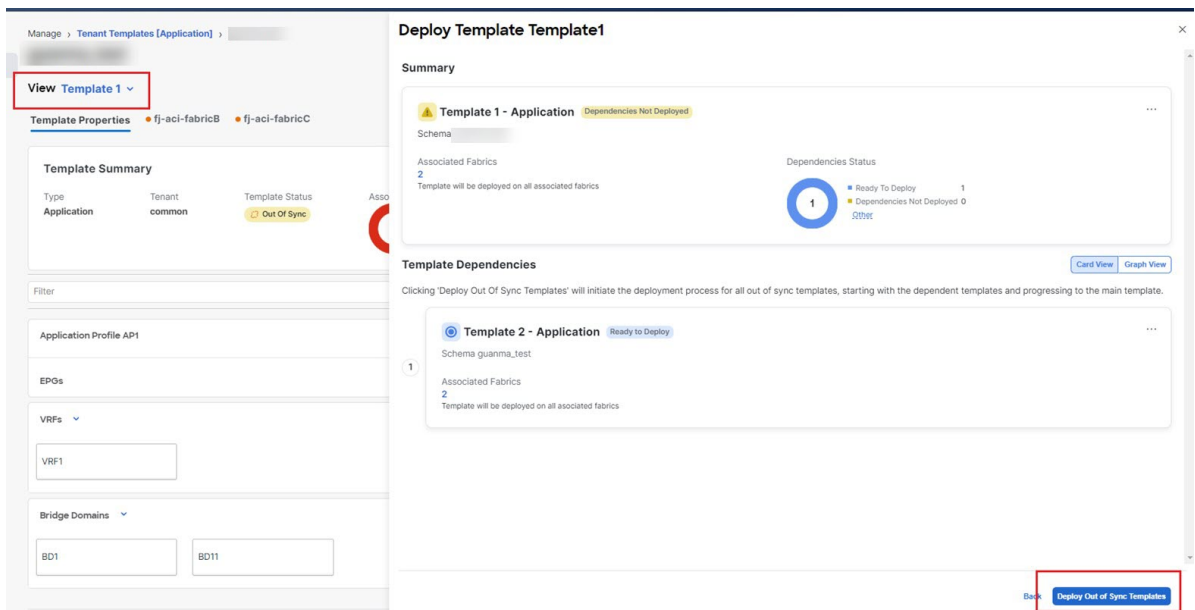 Manage › Tenant Templates [Application] ›
View Template 1
Template Properties fj-aci-fabricB fj-aci-fabricC
Template Summary
Type Tenant Template Status Asso
Application common Out Of Sync
Filter
Application Profile AP1
EPGs
VRFs
VRF1
Bridge Domains
BD1 BD11
Deploy Template Template1
Summary
Template 1 - Application Dependencies Not Deployed
Schema
Associated Fabrics
2
Template will be deployed on all associated fabrics
Dependencies Status
1
Ready To Deploy 1
Dependencies Not Deployed 0
Other
Template Dependencies Card View Graph View
Clicking 'Deploy Out Of Sync Templates' will initiate the deployment process for all out of sync templates, starting with the dependent templates and progressing to the main template.
1
Template 2 - Application Ready to Deploy
Schema guanma_test
Associated Fabrics
2
Template will be deployed on all asociated fabrics
Back Deploy Out of Sync Templates